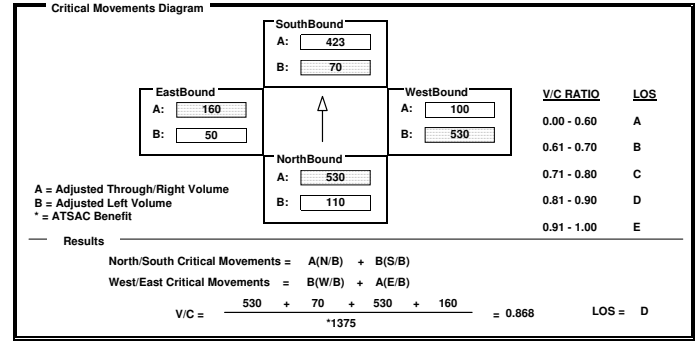 Critical Movements Diagram
SouthBound
A: 423
B: 70
EastBound
A: 160
B: 50
WestBound
A: 100
B: 530
NorthBound
A: 530
B: 110
V/C RATIO LOS
0.00 - 0.60 A
0.61 - 0.70 B
0.71 - 0.80 C
0.81 - 0.90 D
0.91 - 1.00 E
A = Adjusted Through/Right Volume
B = Adjusted Left Volume
* = ATSAC Benefit
Results
North/South Critical Movements = A(N/B) + B(S/B)
West/East Critical Movements = B(W/B) + A(E/B)
V/C = 530 + 70 + 530 + 160 = 0.868 LOS = D
*1375